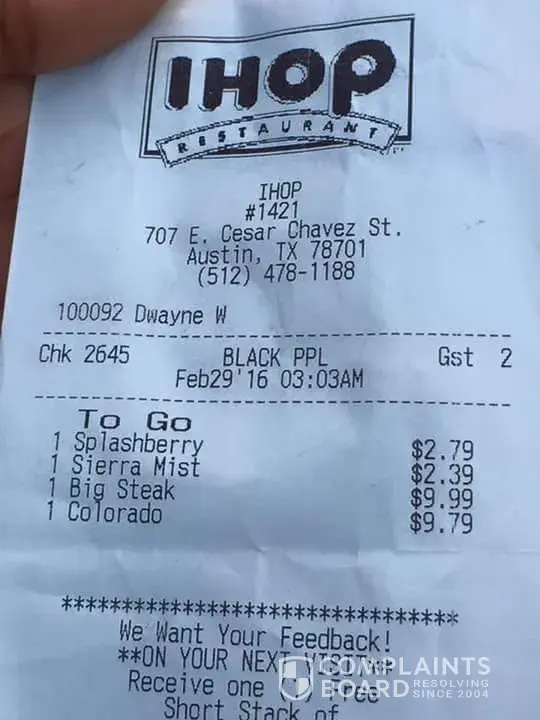 IHOP
RESTAURANT
IHOP
#1421
707 E. Cesar Chavez St.
Austin, TX 78701
(512) 478-1188
100092 Dwayne W
Chk 2645 BLACK PPL Gst 2
Feb29'16 03:03AM
To Go
1 Splashberry $2.79
1 Sierra Mist $2.39
1 Big Steak $9.99
1 Colorado $9.79
**********************************
We Want Your Feedback!
**ON YOUR NEXT VISIT**
Receive one Free
Short Stack of
COMPLAINTS
BOARD RESOLVING SINCE 2004